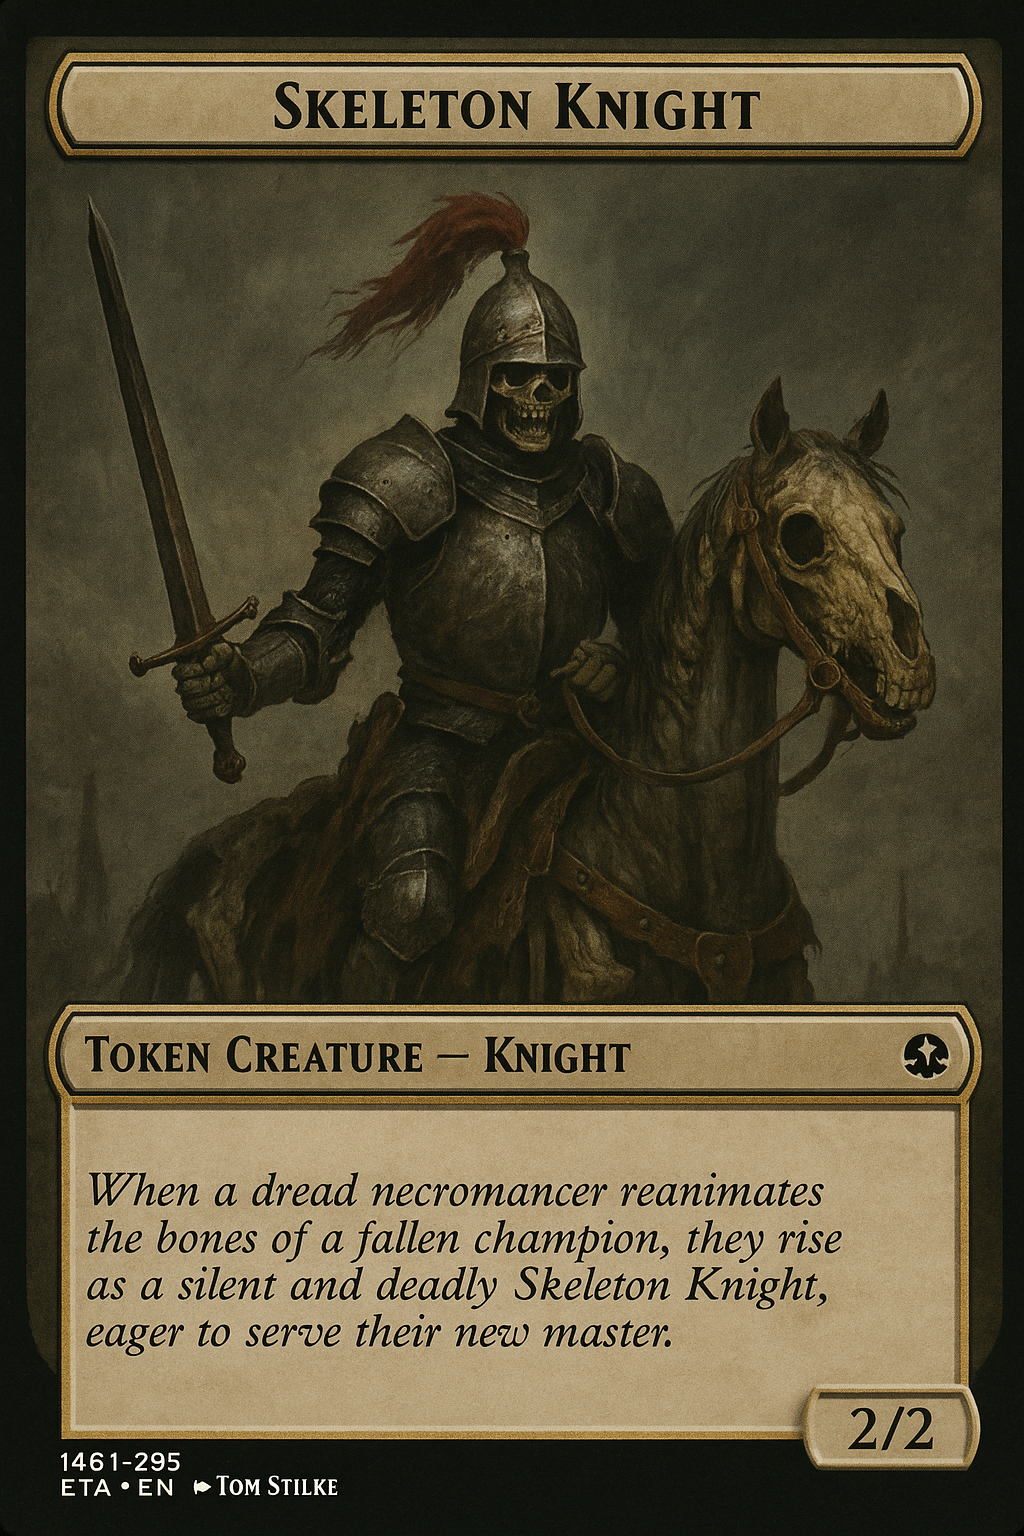 Skeleton Knight
Token Creature — Knight
When a dread necromancer reanimates
the bones of a fallen champion, they rise
as a silent and deadly Skeleton Knight,
eager to serve their new master.
2/2
1461-295
ETA • EN Tom Stilke